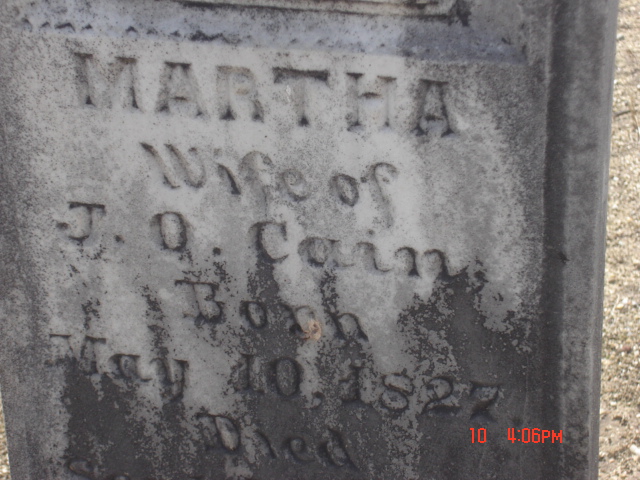 MARTHA
Wife of
J. O. Cain,
Born
May 10, 1827.
Died
10 4:06PM